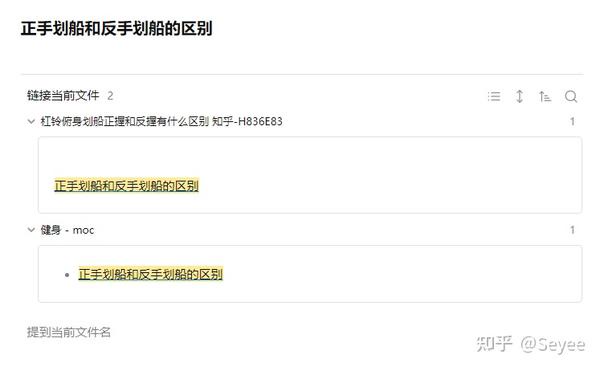 正手划船和反手划船的区别
链接当前文件 2
杠铃俯身划船正握和反握有什么区别 知乎-H836E83 1
正手划船和反手划船的区别
健身 - moc 1
正手划船和反手划船的区别
提到当前文件名
知乎 @Seyee